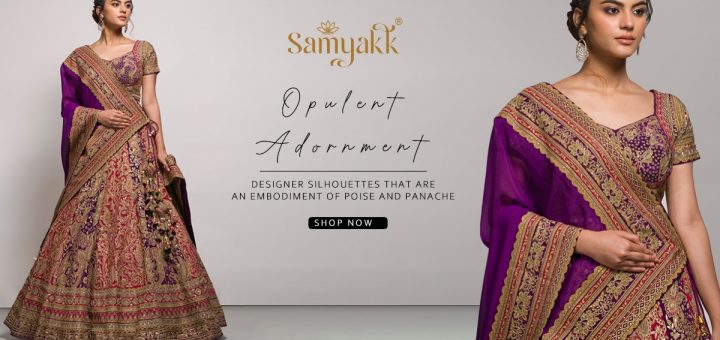 Samyakk®
Opulent
Adornment
DESIGNER SILHOUETTES THAT ARE
AN EMBODIMENT OF POISE AND PANACHE
SHOP NOW